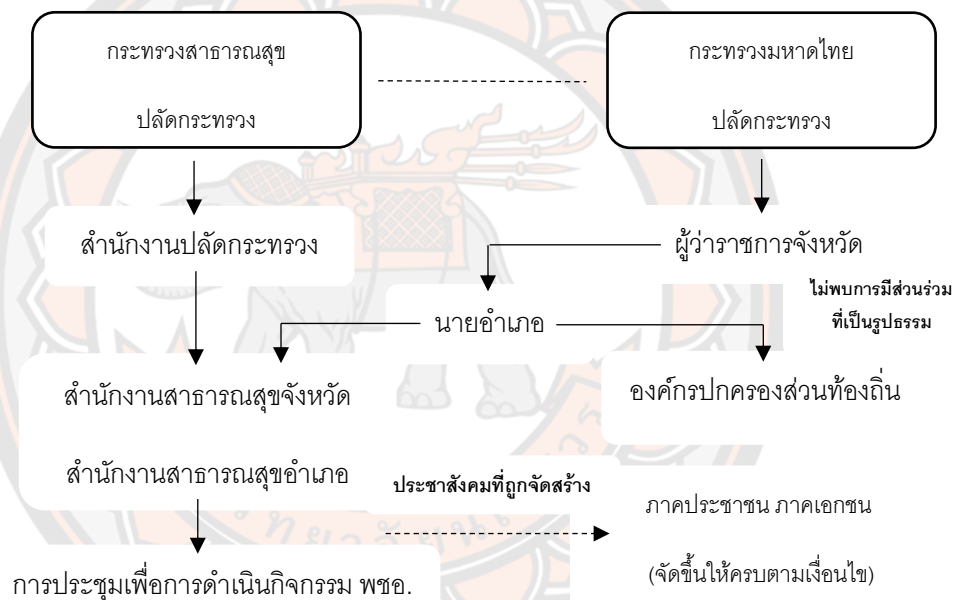 กระทรวงสาธารณสุข
ปลัดกระทรวง
กระทรวงมหาดไทย
ปลัดกระทรวง
สำนักงานปลัดกระทรวง
ผู้ว่าราชการจังหวัด
ไม่พบการมีส่วนร่วม
ที่เป็นรูปธรรม
นายอำเภอ
สำนักงานสาธารณสุขจังหวัด
องค์กรปกครองส่วนท้องถิ่น
สำนักงานสาธารณสุขอำเภอ
ประชาสังคมที่ถูกจัดสร้าง
ภาคประชาชน ภาคเอกชน
(จัดขึ้นให้ครบตามเงื่อนไข)
การประชุมเพื่อการดำเนินกิจกรรม พชอ.